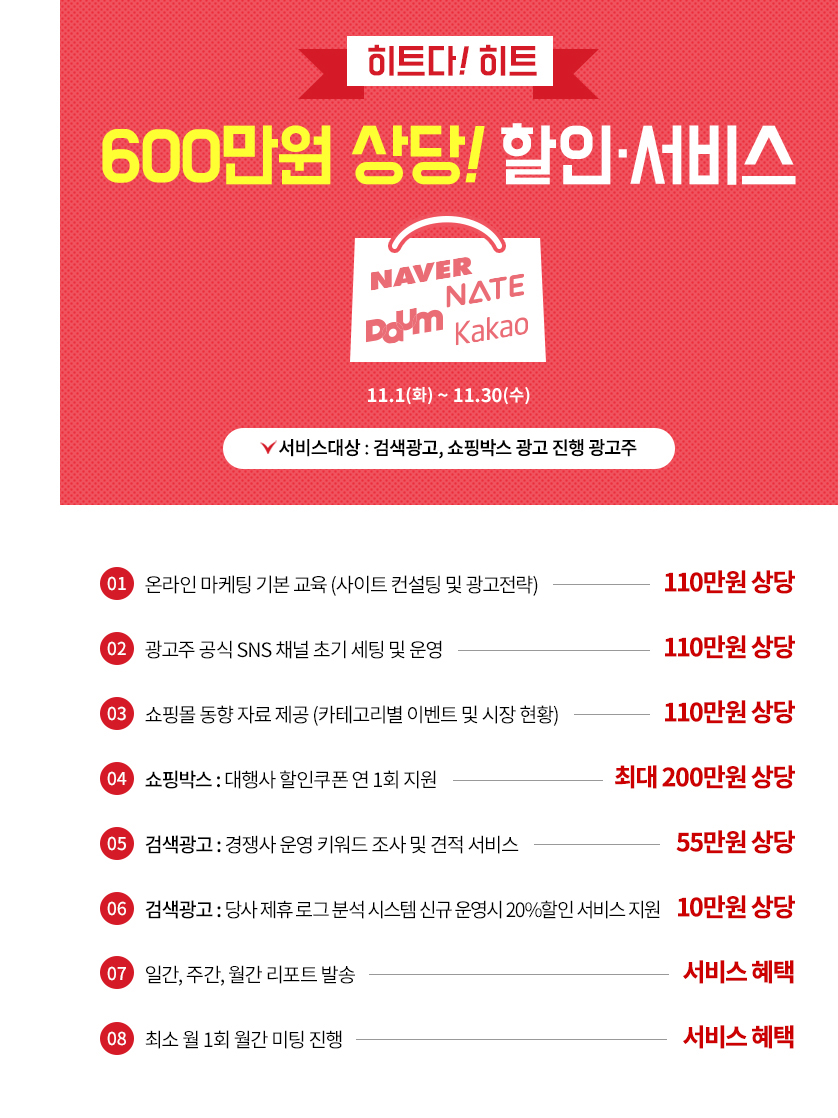 히트다! 히트
600만원 상당! 할인·서비스
NAVER
NATE
Daum
Kakao
11.1(화) ~ 11.30(수)
서비스대상 : 검색광고, 쇼핑박스 광고 진행 광고주
01 온라인 마케팅 기본 교육 (사이트 컨설팅 및 광고전략) 110만원 상당
02 광고주 공식 SNS 채널 초기 세팅 및 운영 110만원 상당
03 쇼핑몰 동향 자료 제공 (카테고리별 이벤트 및 시장 현황) 110만원 상당
04 쇼핑박스 : 대행사 할인쿠폰 연 1회 지원 최대 200만원 상당
05 검색광고 : 경쟁사 운영 키워드 조사 및 견적 서비스 55만원 상당
06 검색광고 : 당사 제휴 로그 분석 시스템 신규 운영시 20%할인 서비스 지원 10만원 상당
07 일간, 주간, 월간 리포트 발송 서비스 혜택
08 최소 월 1회 월간 미팅 진행 서비스 혜택